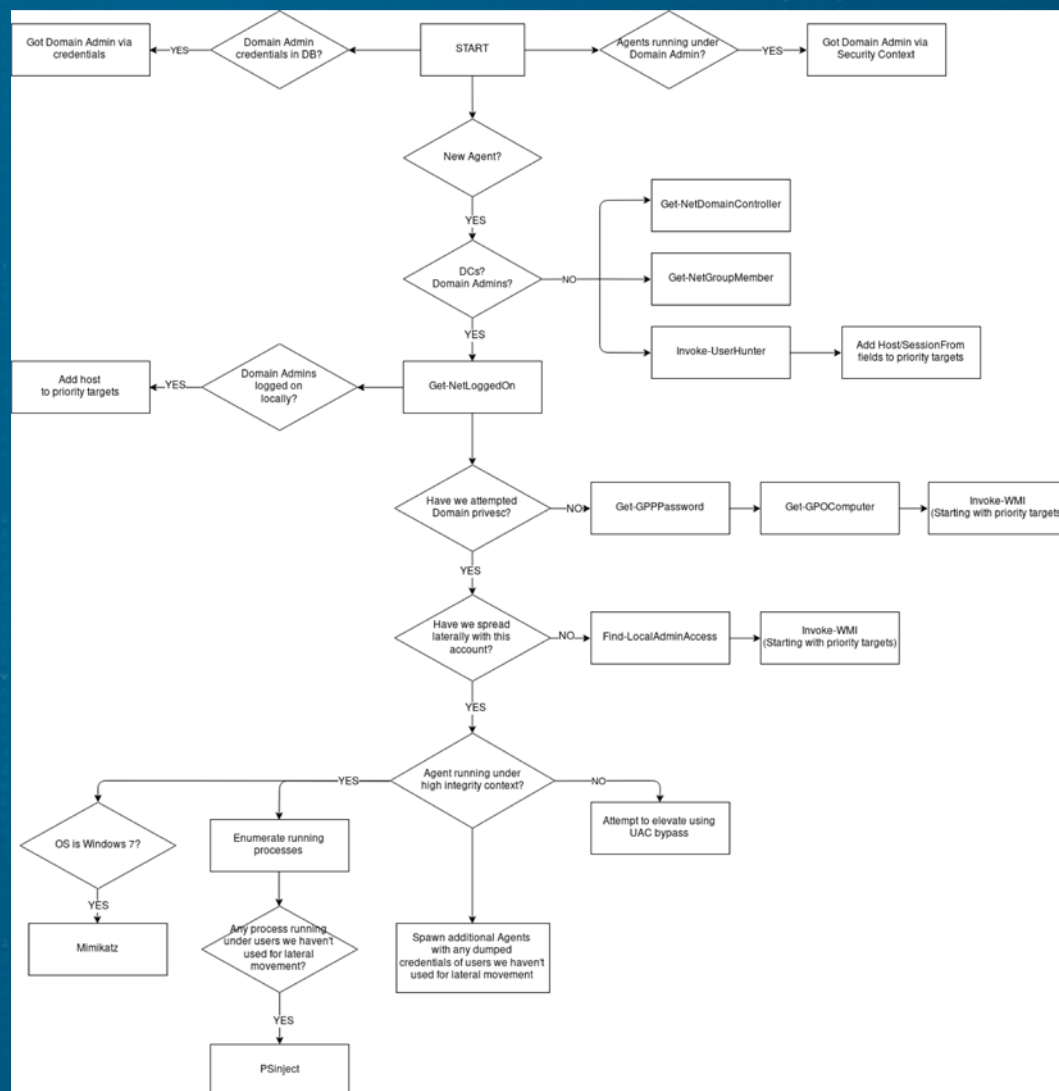 Got Domain Admin via
credentials
YES
Domain Admin
credentials in DB?
START
Agents running under
Domain Admin?
YES
Got Domain Admin via
Security Context
New Agent?
YES
Get-NetDomainController
DCs?
Domain Admins?
NO
Get-NetGroupMember
YES
Invoke-UserHunter
Add Host/SessionFrom
fields to priority targets
Add host
to priority targets
YES
Domain Admins
logged on
locally?
Get-NetLoggedOn
Have we attempted
Domain privesc?
NO
Get-GPPPassword
Get-GPOComputer
Invoke-WMI
(Starting with priority targets
YES
Have we spread
laterally with this
account?
NO
Find-LocalAdminAccess
Invoke-WMI
(Starting with priority targets)
YES
Agent running under
high integrity context?
YES
NO
OS is Windows 7?
Enumerate running
processes
Attempt to elevate using
UAC bypass
YES
Mimikatz
Any process running
under users we haven't
used for lateral
movement?
Spawn additional Agents
with any dumped
credentials of users we haven't
used for lateral movement
YES
PSinject